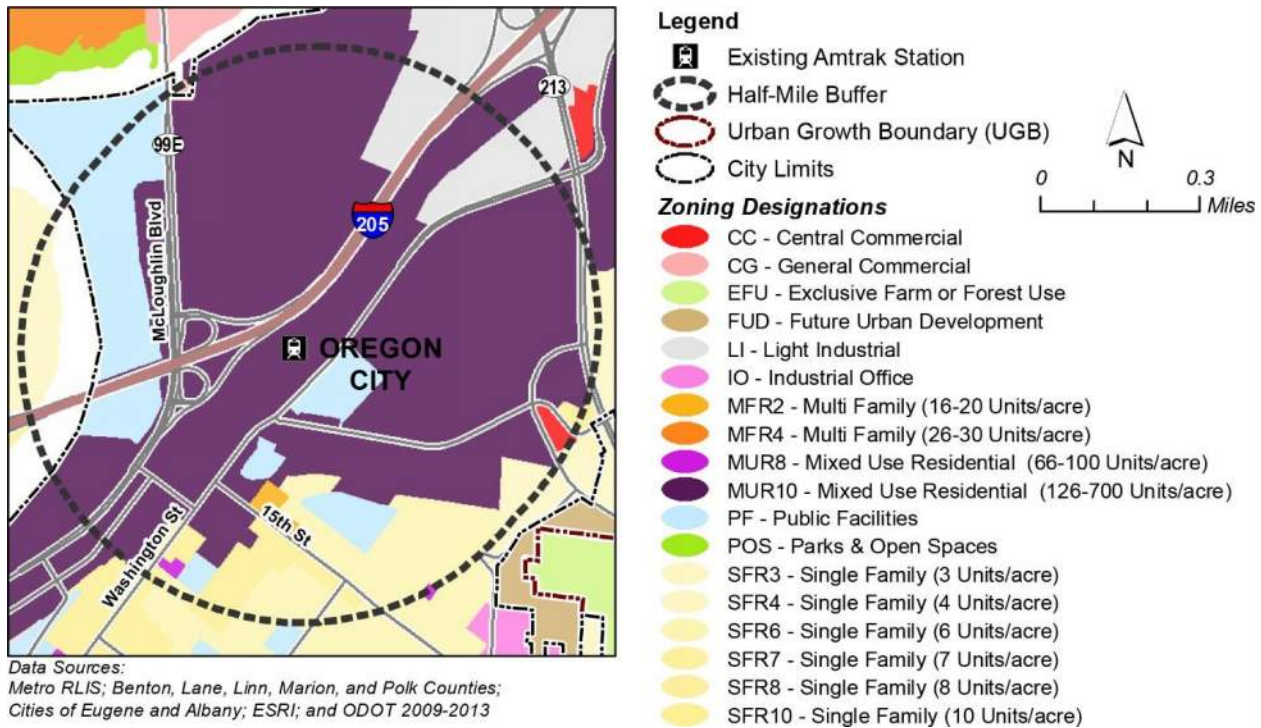 213
99E
McLoughlin Blvd
205
OREGON
CITY
15th St
Washington St
Data Sources:
Metro RLIS; Benton, Lane, Linn, Marion, and Polk Counties;
Cities of Eugene and Albany; ESRI; and ODOT 2009-2013
Legend
Existing Amtrak Station
Half-Mile Buffer
Urban Growth Boundary (UGB)
City Limits
N
0 0.3
Miles
Zoning Designations
CC - Central Commercial
CG - General Commercial
EFU - Exclusive Farm or Forest Use
FUD - Future Urban Development
LI - Light Industrial
IO - Industrial Office
MFR2 - Multi Family (16-20 Units/acre)
MFR4 - Multi Family (26-30 Units/acre)
MUR8 - Mixed Use Residential (66-100 Units/acre)
MUR10 - Mixed Use Residential (126-700 Units/acre)
PF - Public Facilities
POS - Parks & Open Spaces
SFR3 - Single Family (3 Units/acre)
SFR4 - Single Family (4 Units/acre)
SFR6 - Single Family (6 Units/acre)
SFR7 - Single Family (7 Units/acre)
SFR8 - Single Family (8 Units/acre)
SFR10 - Single Family (10 Units/acre)